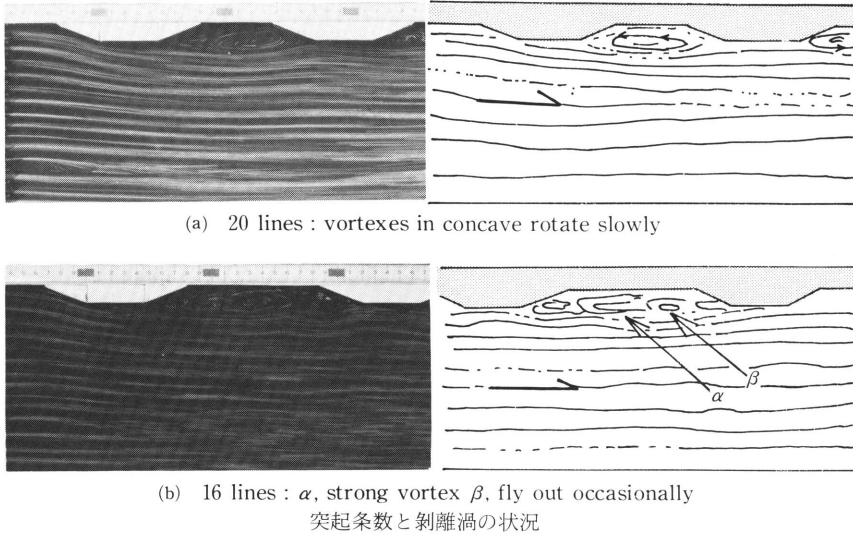 (a) 20 lines : vortexes in concave rotate slowly
α
β
(b) 16 lines : α, strong vortex β, fly out occasionally
突起条数と剝離渦の状況